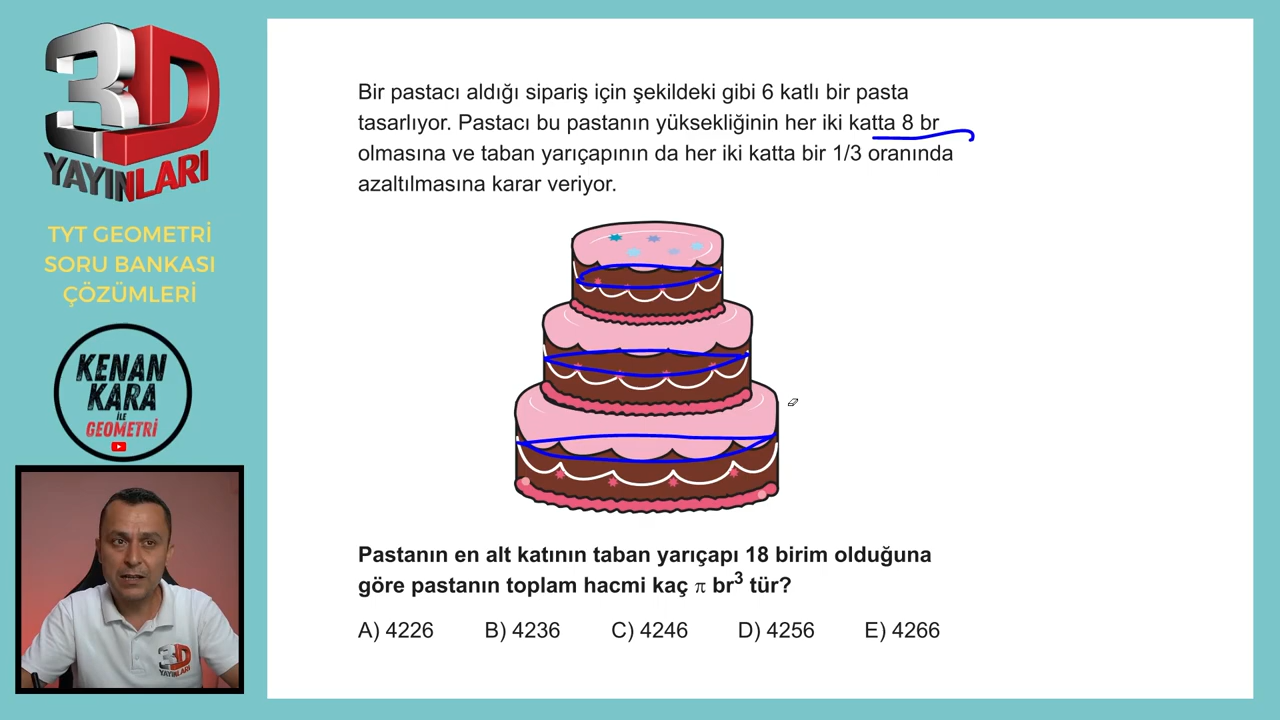 3D
YAYINLARI
TYT GEOMETRİ
SORU BANKASI
ÇÖZÜMLERİ
KENAN
KARA
İLE
GEOMETRİ
3D
YAYINLARI
Bir pastacı aldığı sipariş için şekildeki gibi 6 katlı bir pasta
tasarlıyor. Pastacı bu pastanın yüksekliğinin her iki katta 8 br
olmasına ve taban yarıçapının da her iki katta bir 1/3 oranında
azaltılmasına karar veriyor.
Pastanın en alt katının taban yarıçapı 18 birim olduğuna
göre pastanın toplam hacmi kaç π br³ tür?
A) 4226 B) 4236 C) 4246 D) 4256 E) 4266